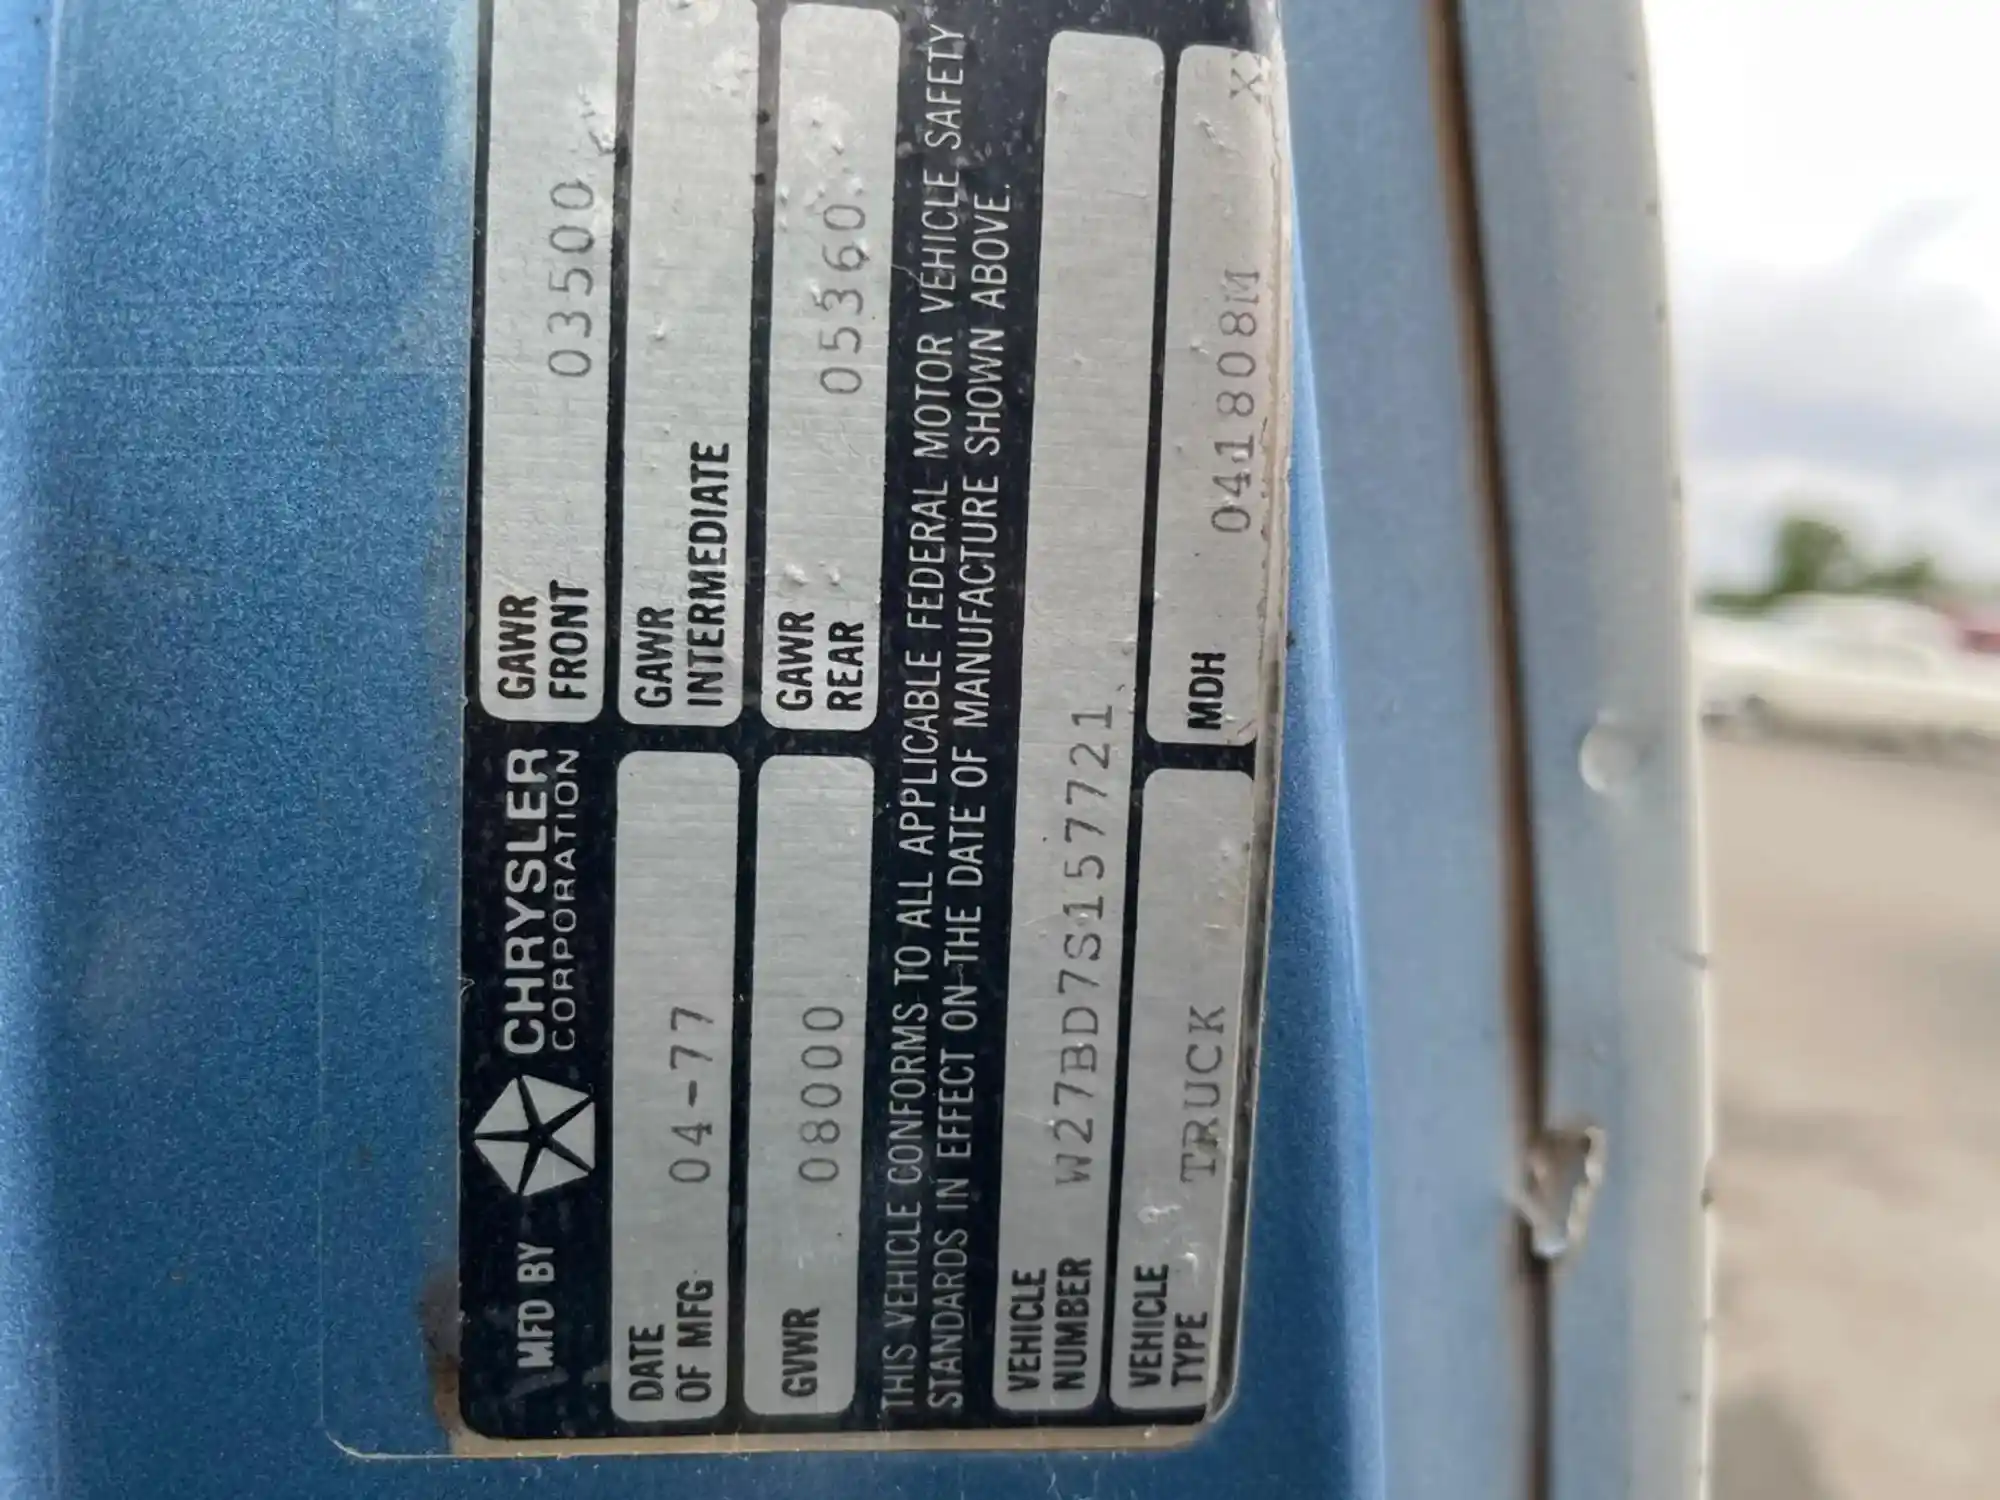 MFD BY CHRYSLER
CORPORATION
GAWR
FRONT 03500
DATE
OF MFG 04-77
GAWR
INTERMEDIATE
GVWR 08000
GAWR
REAR 05360
THIS VEHICLE CONFORMS TO ALL APPLICABLE FEDERAL MOTOR VEHICLE SAFETY
STANDARDS IN EFFECT ON THE DATE OF MANUFACTURE SHOWN ABOVE.
VEHICLE
NUMBER W27BD7S157721
VEHICLE
TYPE TRUCK
MDH 041808M X